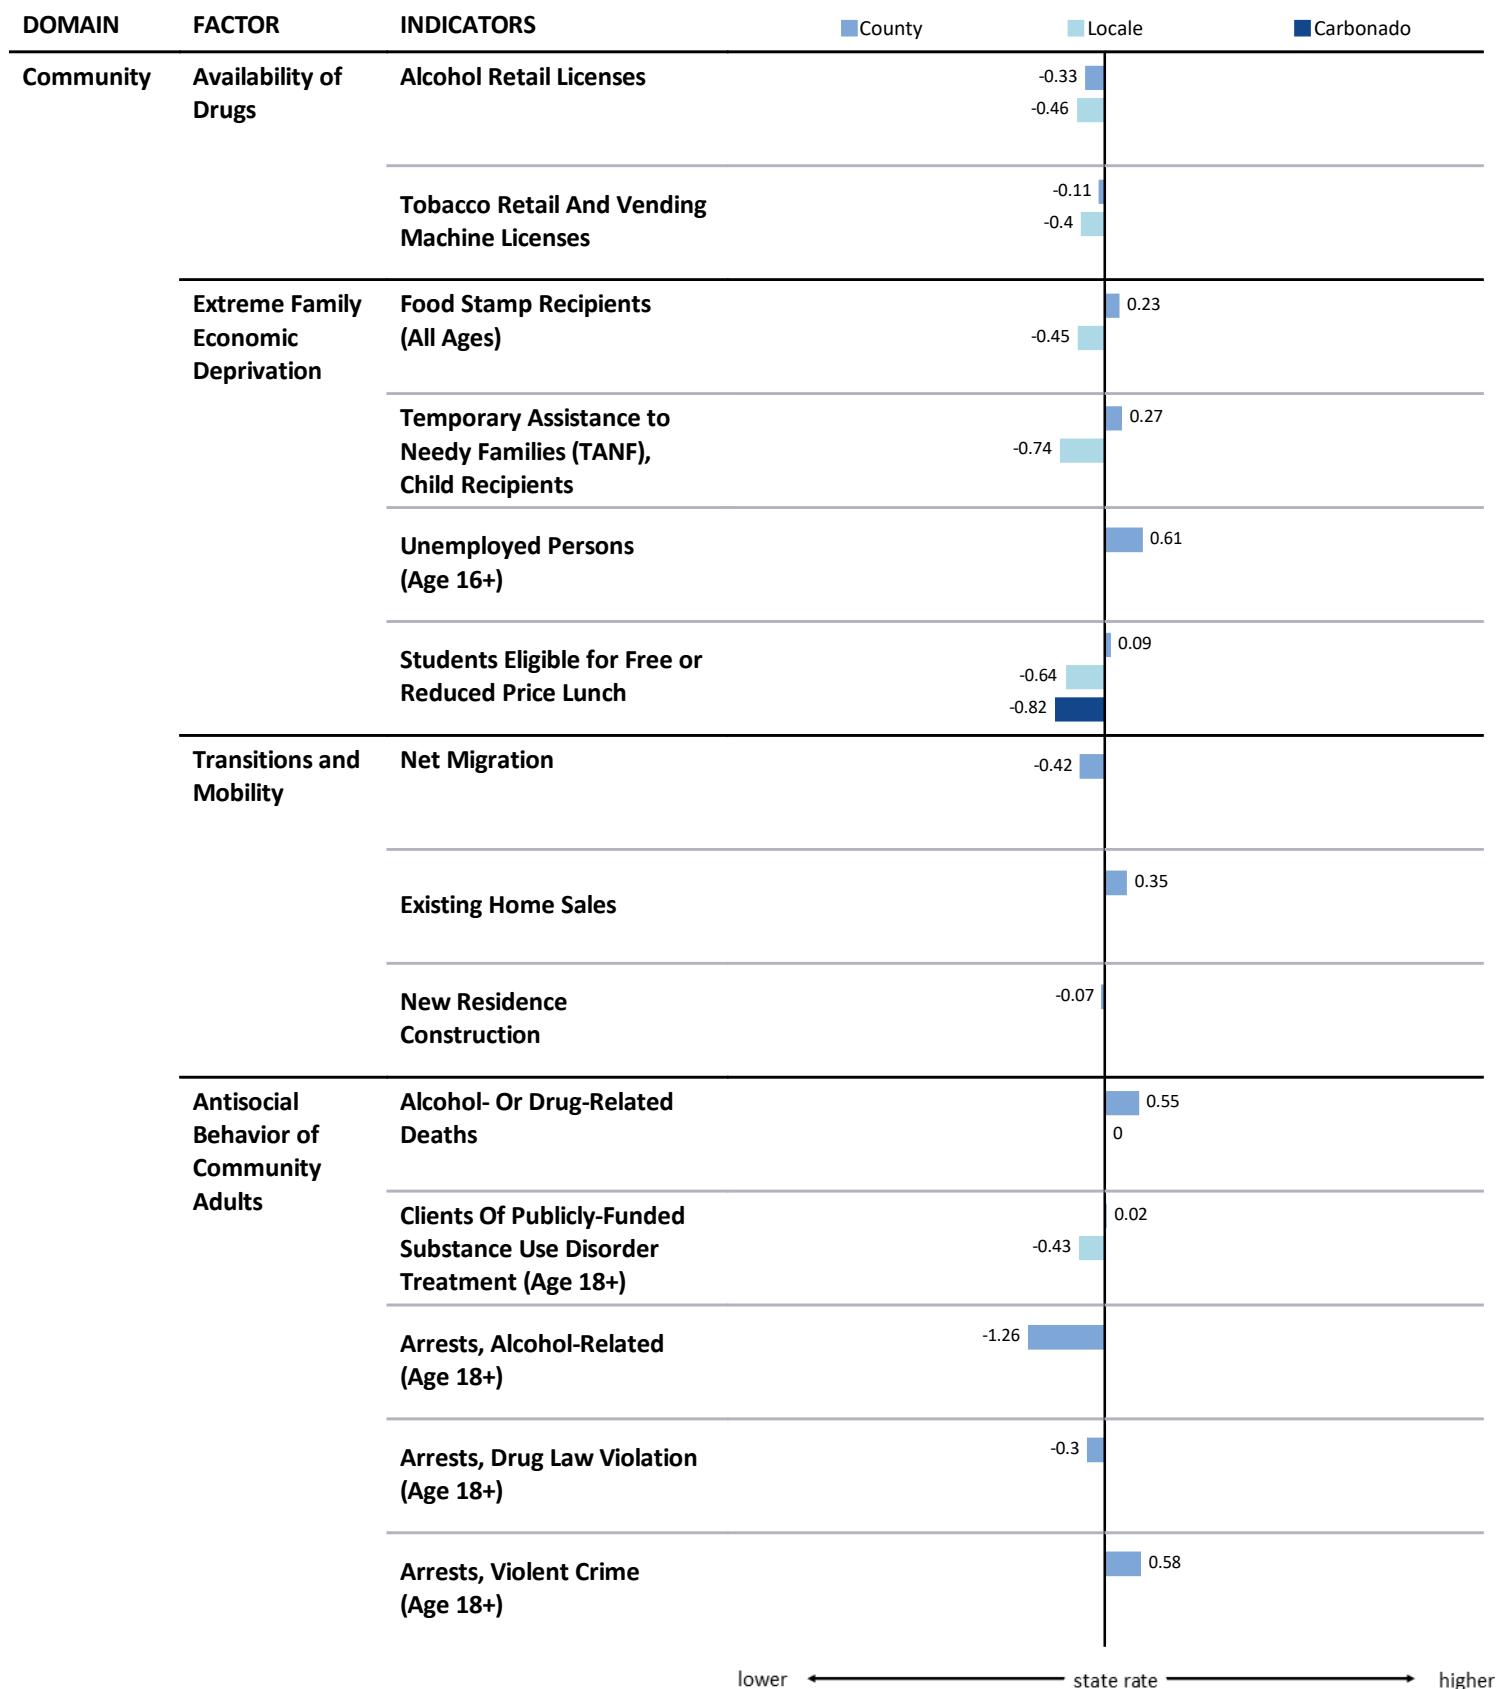 DOMAIN FACTOR INDICATORS County Locale Carbonado
Community Availability of Drugs Alcohol Retail Licenses
-0.33
-0.46
Tobacco Retail And Vending
Machine Licenses
-0.11
-0.4
Extreme Family
Economic
Deprivation
Food Stamp Recipients
(All Ages)
0.23
-0.45
Temporary Assistance to
Needy Families (TANF),
Child Recipients
0.27
-0.74
Unemployed Persons
(Age 16+)
0.61
Students Eligible for Free or
Reduced Price Lunch
0.09
-0.64
-0.82
Transitions and
Mobility
Net Migration
-0.42
Existing Home Sales
0.35
New Residence
Construction
-0.07
Antisocial
Behavior of
Community
Adults
Alcohol- Or Drug-Related
Deaths
0.55
0
Clients Of Publicly-Funded
Substance Use Disorder
Treatment (Age 18+)
0.02
-0.43
Arrests, Alcohol-Related
(Age 18+)
-1.26
Arrests, Drug Law Violation
(Age 18+)
-0.3
Arrests, Violent Crime
(Age 18+)
0.58
lower state rate higher